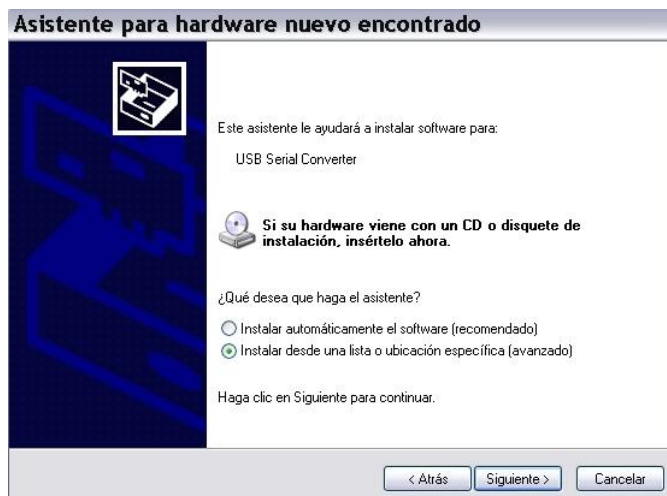 Asistente para hardware nuevo encontrado
Este asistente le ayudará a instalar software para:
USB Serial Converter
Si su hardware viene con un CD o disquete de
instalación, insértelo ahora.
¿Qué desea que haga el asistente?
Instalar automáticamente el software (recomendado)
Instalar desde una lista o ubicación específica (avanzado)
Haga clic en Siguiente para continuar.
< Atrás Siguiente > Cancelar